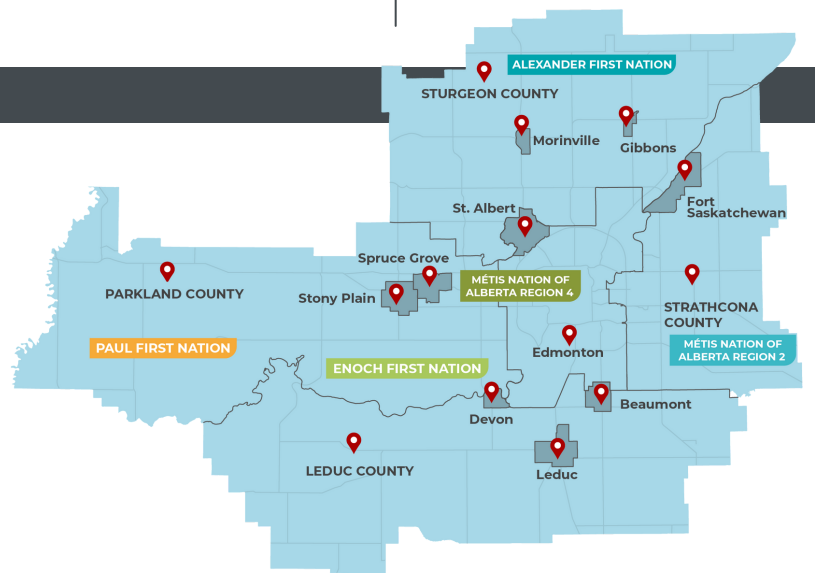 ALEXANDER FIRST NATION
STURGEON COUNTY
Morinville
Gibbons
Fort
Saskatchewan
St. Albert
Spruce Grove
MÉTIS NATION OF
ALBERTA REGION 4
PARKLAND COUNTY
Stony Plain
STRATHCONA
COUNTY
PAUL FIRST NATION
Edmonton
MÉTIS NATION OF
ALBERTA REGION 2
ENOCH FIRST NATION
Beaumont
Devon
LEDUC COUNTY
Leduc